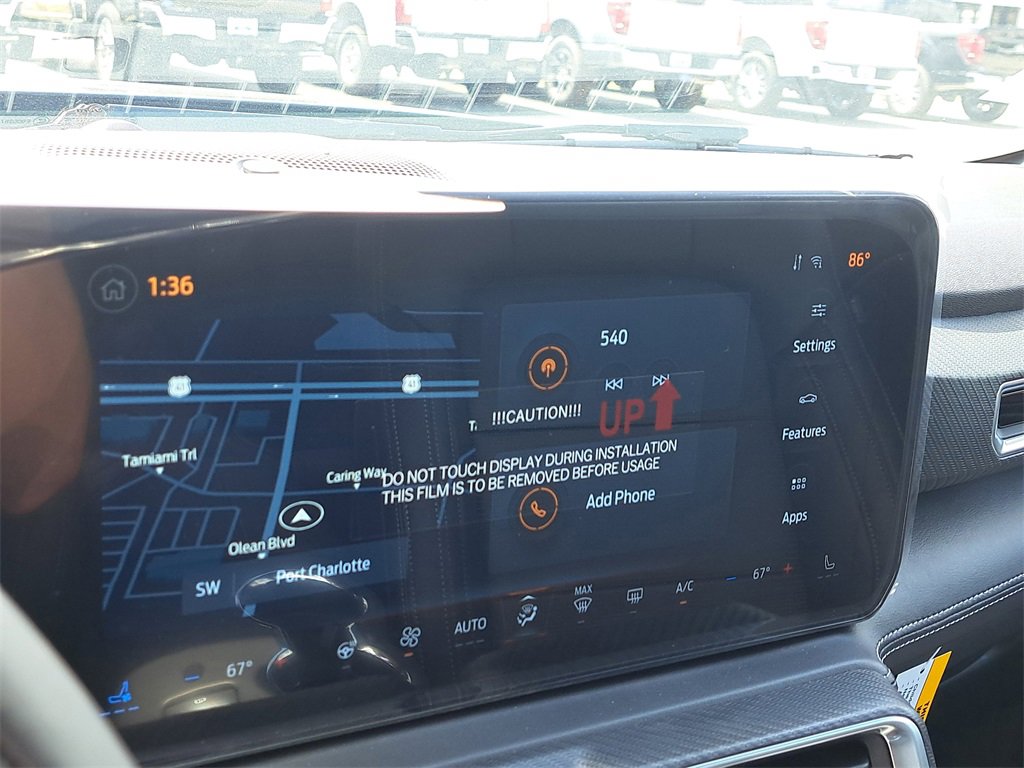 1:36
86°
540
Settings
!!!CAUTION!!!
UP
Features
Tamiami Trl
Caring Way
DO NOT TOUCH DISPLAY DURING INSTALLATION
THIS FILM IS TO BE REMOVED BEFORE USAGE
Add Phone
Apps
Olean Blvd
Port Charlotte
SW
67°
AUTO
MAX
A/C
67°